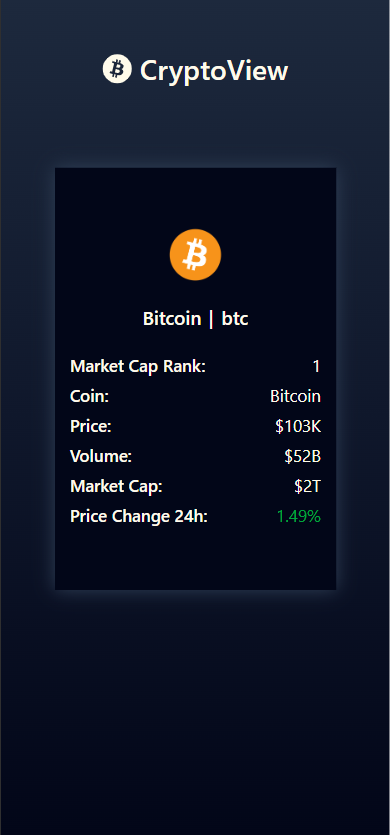 CryptoView
Bitcoin | btc
Market Cap Rank: 1
Coin: Bitcoin
Price: $103K
Volume: $52B
Market Cap: $2T
Price Change 24h: 1.49%